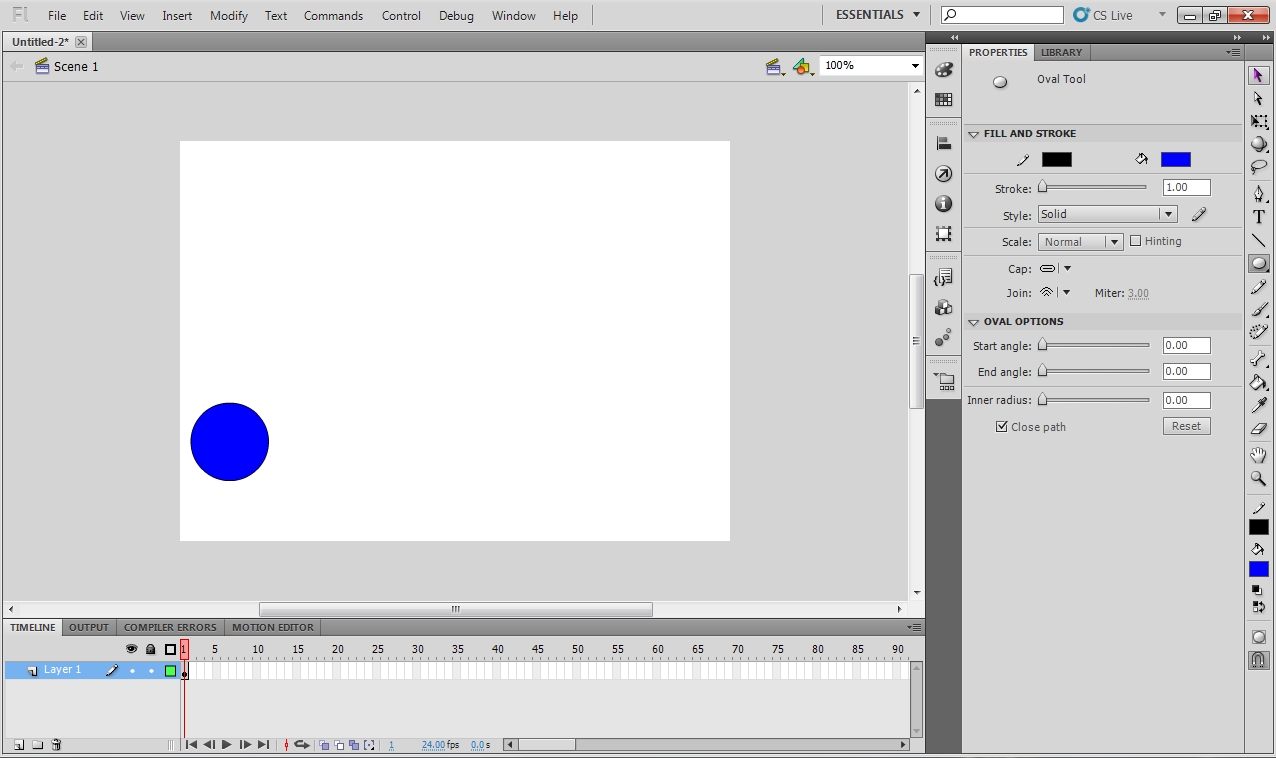 Fl File Edit View Insert Modify Text Commands Control Debug Window Help ESSENTIALS CS Live
Untitled-2*
Scene 1 100%
PROPERTIES LIBRARY
Oval Tool
FILL AND STROKE
Stroke: 1.00
Style: Solid
Scale: Normal Hinting
Cap:
Join: Miter: 3.00
OVAL OPTIONS
Start angle: 0.00
End angle: 0.00
Inner radius: 0.00
Close path Reset
T
TIMELINE OUTPUT COMPILER ERRORS MOTION EDITOR
1 5 10 15 20 25 30 35 40 45 50 55 60 65 70 75 80 85 90
Layer 1
1 24.00 fps 0.0 s